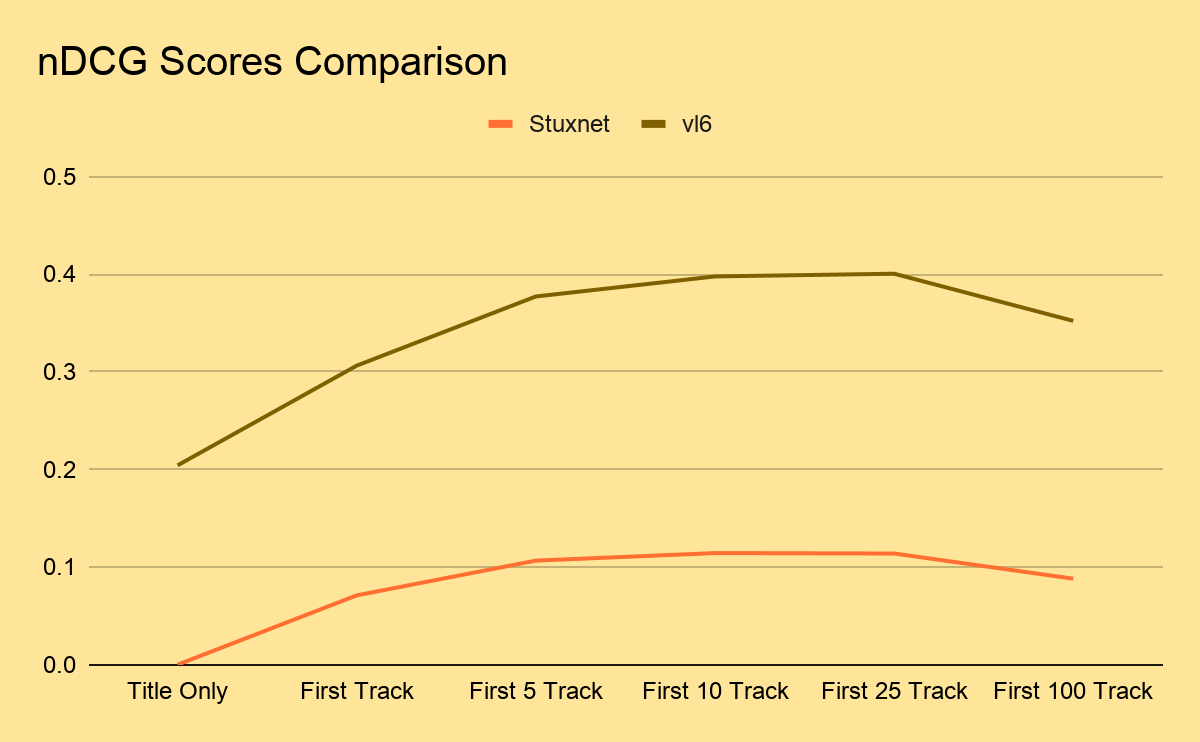 nDCG Scores Comparison
Stuxnet vl6
0.5
0.4
0.3
0.2
0.1
0.0
Title Only First Track First 5 Track First 10 Track First 25 Track First 100 Track